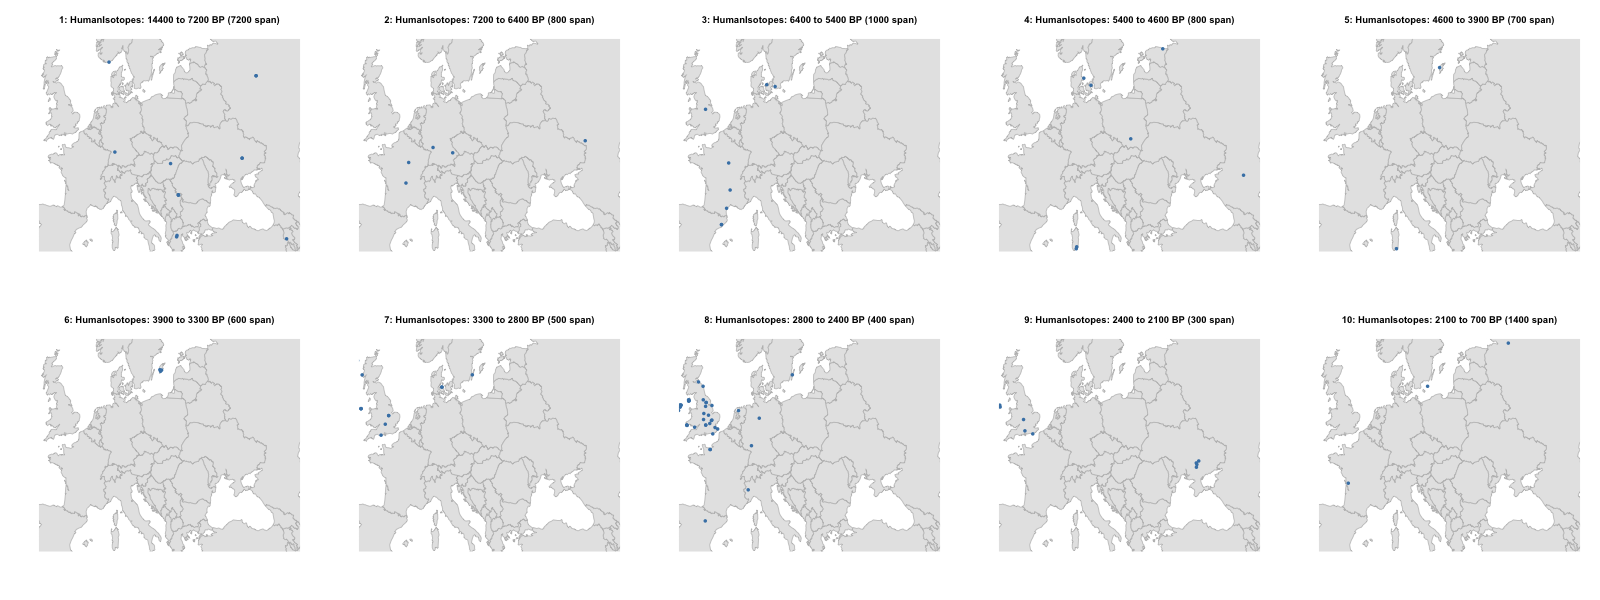 1: HumanIsotopes: 14400 to 7200 BP (7200 span)
2: HumanIsotopes: 7200 to 6400 BP (800 span)
3: HumanIsotopes: 6400 to 5400 BP (1000 span)
4: HumanIsotopes: 5400 to 4600 BP (800 span)
5: HumanIsotopes: 4600 to 3900 BP (700 span)
6: HumanIsotopes: 3900 to 3300 BP (600 span)
7: HumanIsotopes: 3300 to 2800 BP (500 span)
8: HumanIsotopes: 2800 to 2400 BP (400 span)
9: HumanIsotopes: 2400 to 2100 BP (300 span)
10: HumanIsotopes: 2100 to 700 BP (1400 span)